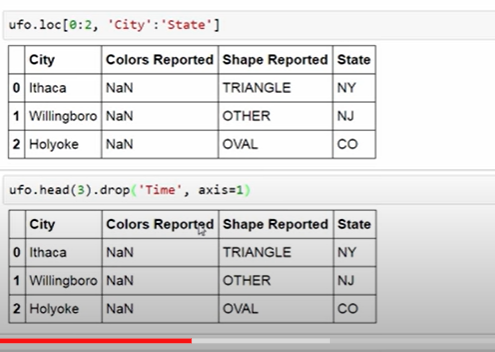 ufo.loc[0:2, 'City':'State']
City Colors Reported Shape Reported State
0 Ithaca NaN TRIANGLE NY
1 Willingboro NaN OTHER NJ
2 Holyoke NaN OVAL CO
ufo.head(3).drop('Time', axis=1)
City Colors Reported Shape Reported State
0 Ithaca NaN TRIANGLE NY
1 Willingboro NaN OTHER NJ
2 Holyoke NaN OVAL CO